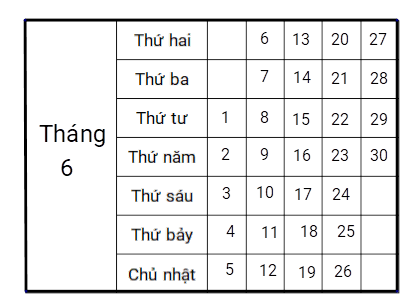 Tháng
6
Thứ hai 6 13 20 27
Thứ ba 7 14 21 28
Thứ tư 1 8 15 22 29
Thứ năm 2 9 16 23 30
Thứ sáu 3 10 17 24
Thứ bảy 4 11 18 25
Chủ nhật 5 12 19 26